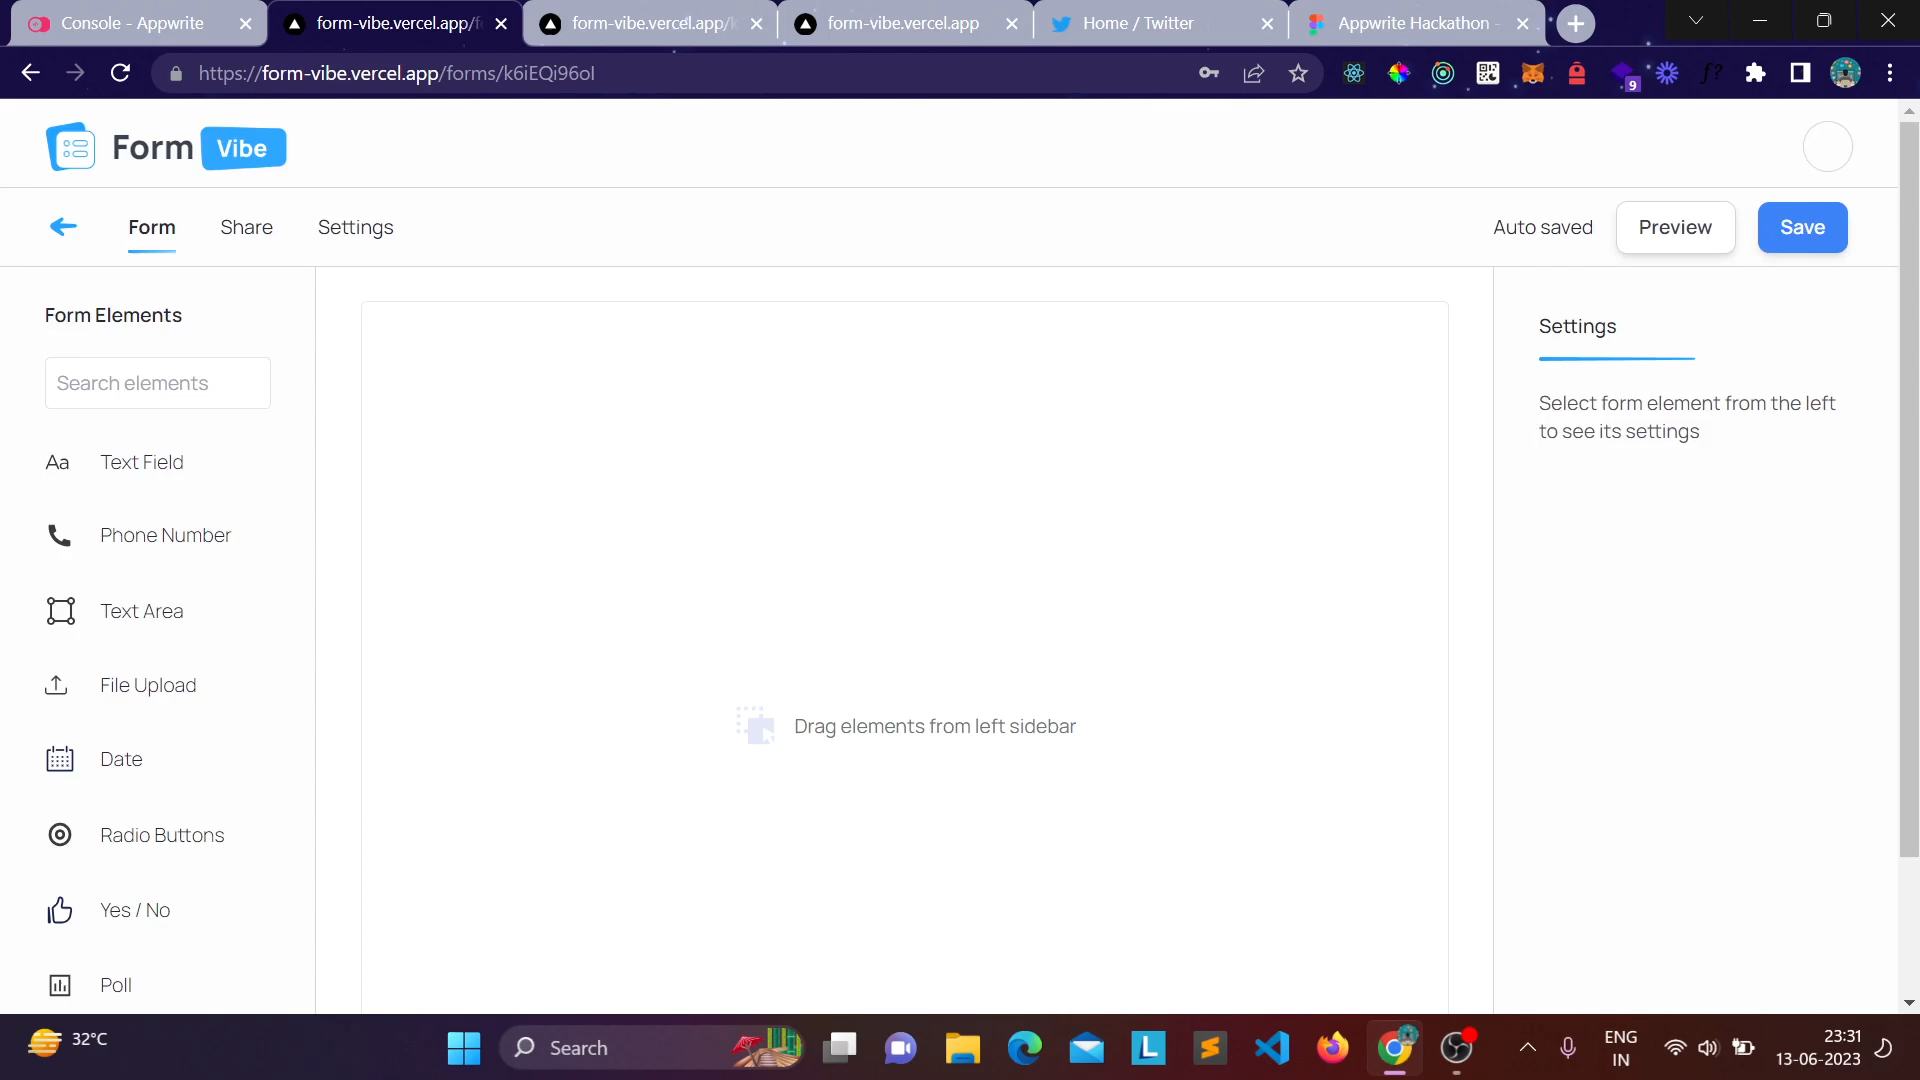 Console - Appwrite
form-vibe.vercel.app/f
form-vibe.vercel.app/k
form-vibe.vercel.app
Home / Twitter
Appwrite Hackathon -
https://form-vibe.vercel.app/forms/k6iEQi96oI
9
f?
Form Vibe
Form
Share
Settings
Auto saved
Preview
Save
Form Elements
Search elements
Aa Text Field
Phone Number
Text Area
File Upload
Date
Radio Buttons
Yes / No
Poll
Drag elements from left sidebar
Settings
Select form element from the left
to see its settings
32°C
Search
L
ENG
IN
23:31
13-06-2023